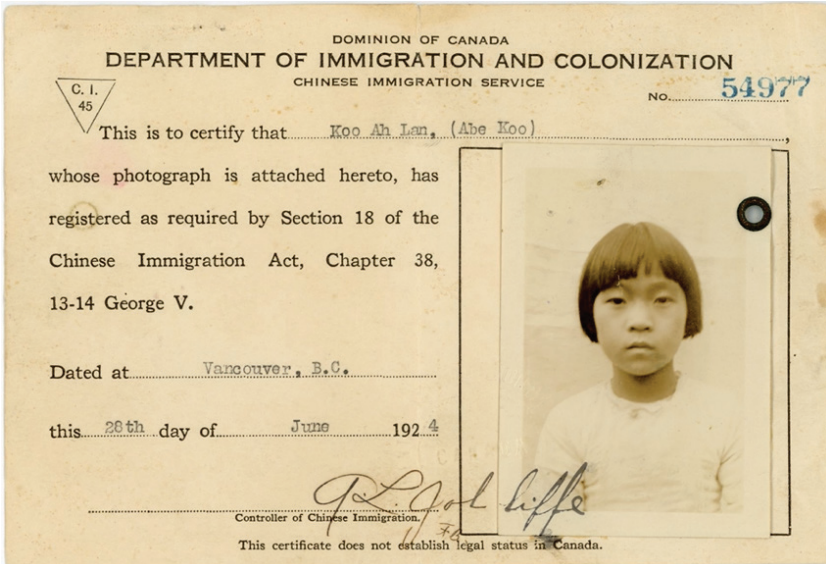 DOMINION OF CANADA
DEPARTMENT OF IMMIGRATION AND COLONIZATION
CHINESE IMMIGRATION SERVICE
C. I.
45
No. 54977
This is to certify that Koo Ah Lan, (Abe Koo),
whose photograph is attached hereto, has
registered as required by Section 18 of the
Chinese Immigration Act, Chapter 38,
13-14 George V.
Dated at Vancouver, B.C.
this 28th day of June 1924
Controller of Chinese Immigration.
This certificate does not establish legal status in Canada.